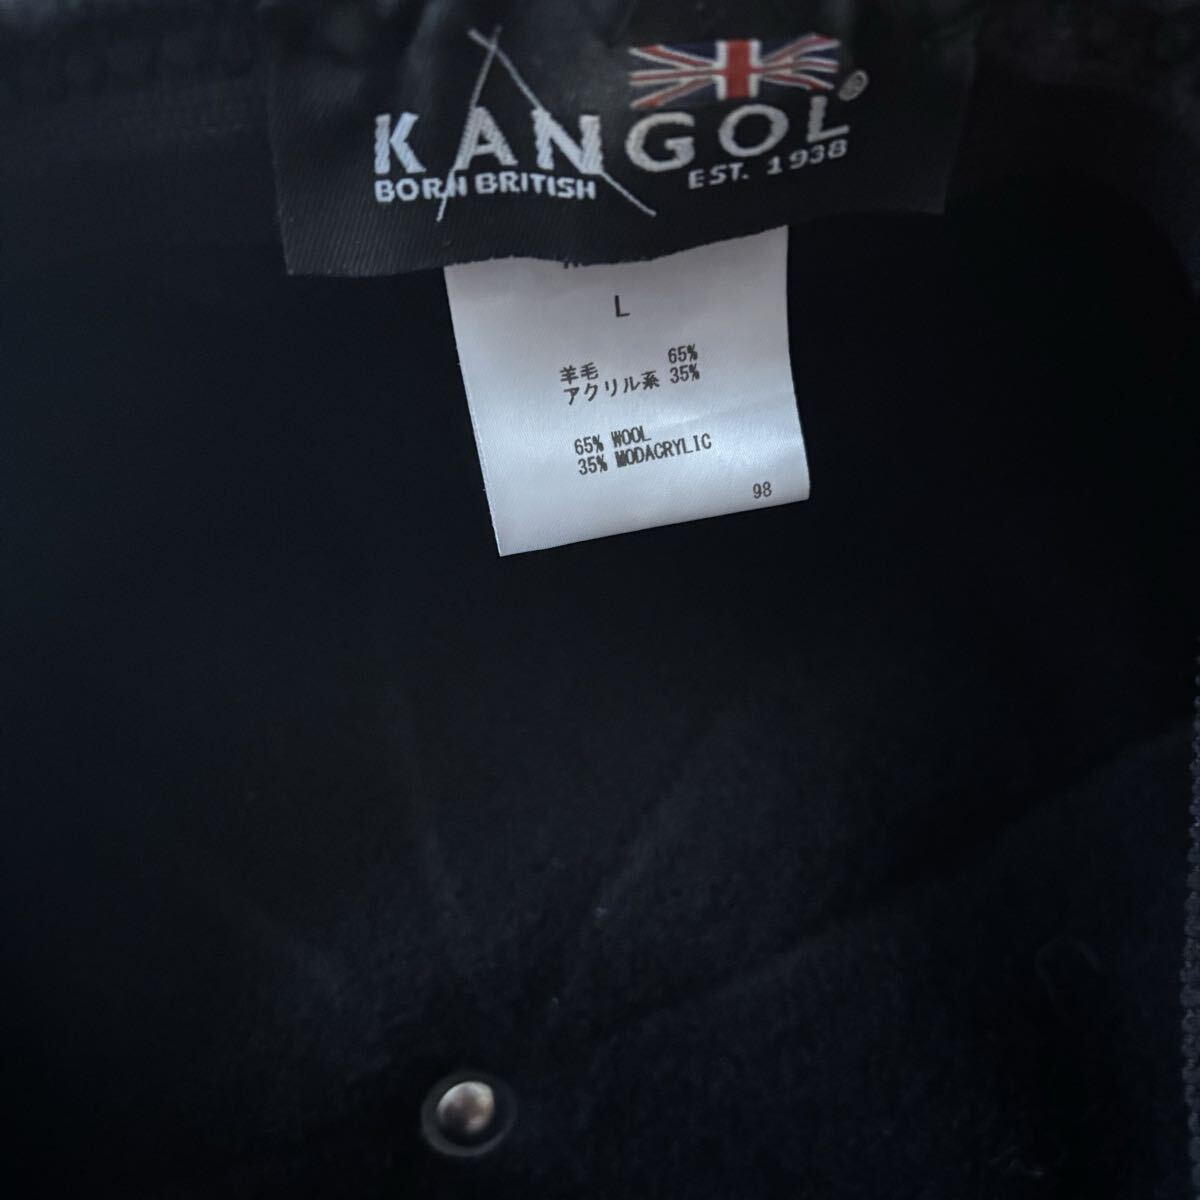 KANGOL®
BORN BRITISH EST. 1938
L
羊毛 65%
アクリル系 35%
65% WOOL
35% MODACRYLIC
98